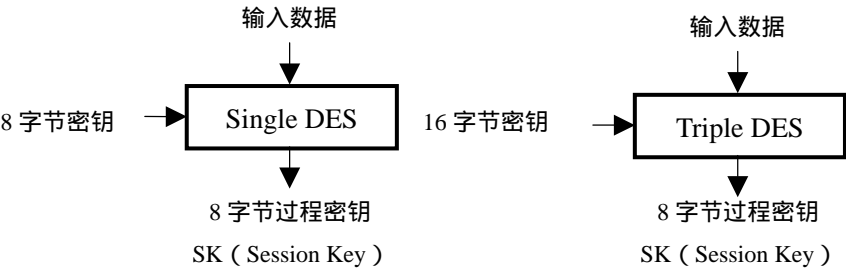 输入数据
8 字节密钥
Single DES
8 字节过程密钥
SK（Session Key）
输入数据
16 字节密钥
Triple DES
8 字节过程密钥
SK（Session Key）